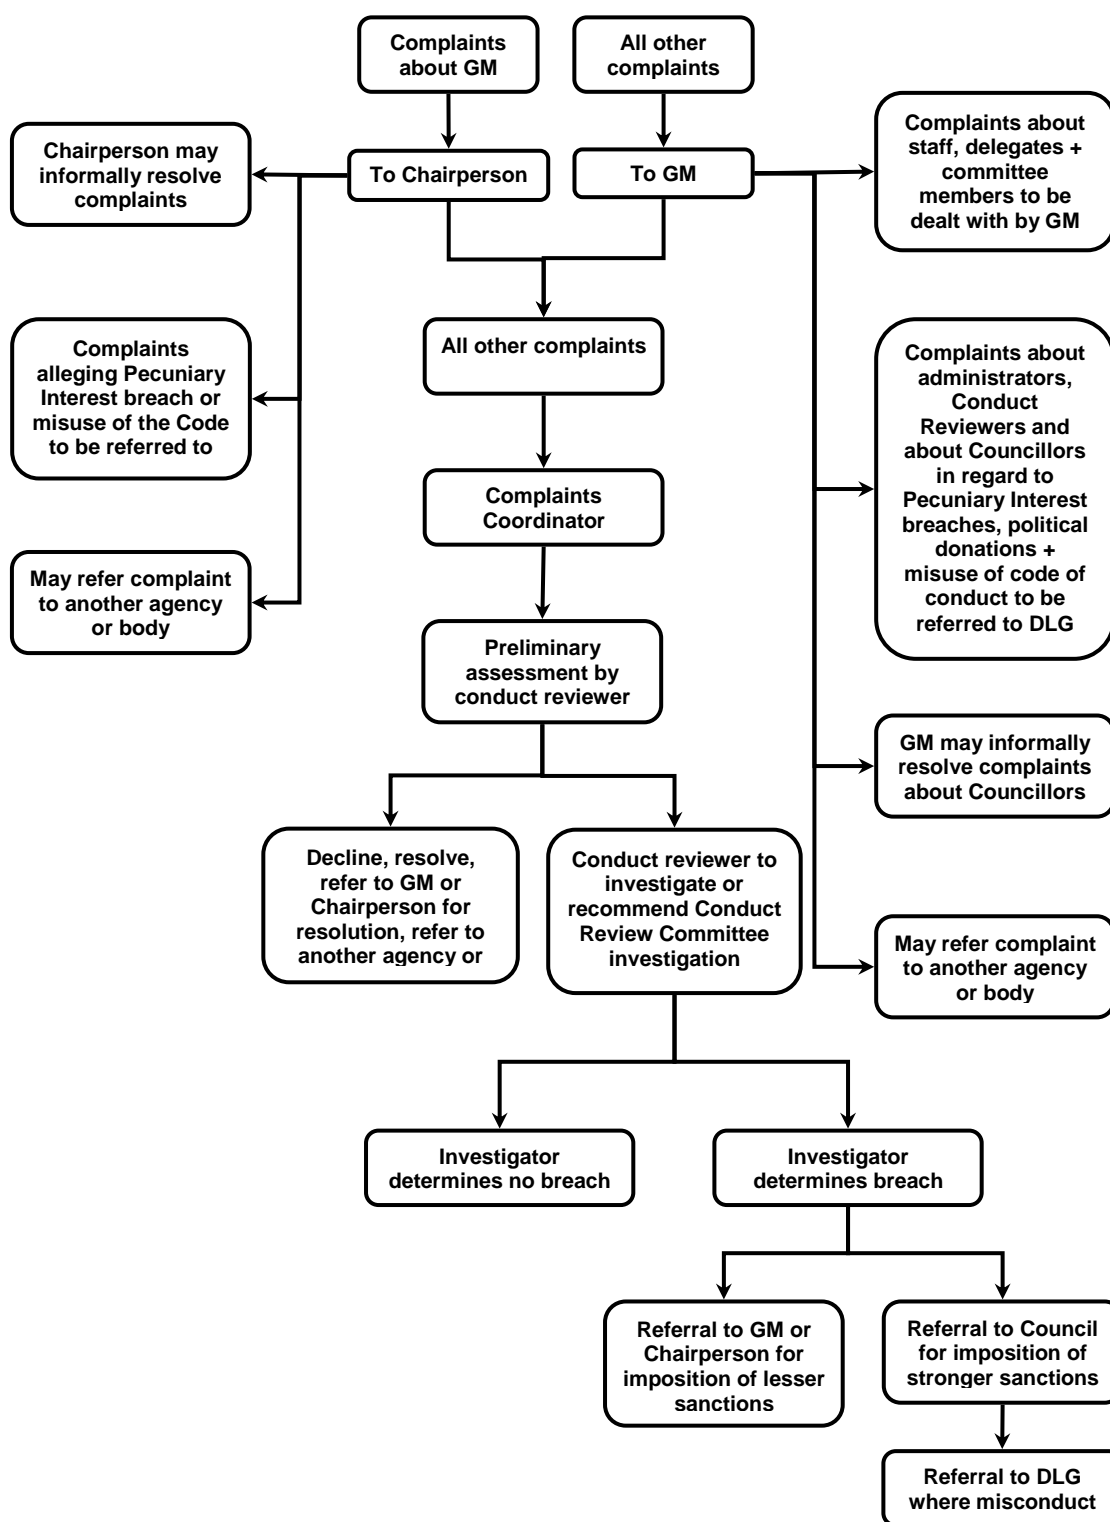 Complaints
about GM
All other
complaints
Chairperson may
informally resolve
complaints
To Chairperson
To GM
Complaints about
staff, delegates +
committee
members to be
dealt with by GM
Complaints
alleging Pecuniary
Interest breach or
misuse of the Code
to be referred to
All other complaints
Complaints about
administrators,
Conduct
Reviewers and
about Councillors
in regard to
Pecuniary Interest
breaches, political
donations +
misuse of code of
conduct to be
referred to DLG
Complaints
Coordinator
May refer complaint
to another agency
or body
Preliminary
assessment by
conduct reviewer
GM may informally
resolve complaints
about Councillors
Decline, resolve,
refer to GM or
Chairperson for
resolution, refer to
another agency or
Conduct reviewer to
investigate or
recommend Conduct
Review Committee
investigation
May refer complaint
to another agency
or body
Investigator
determines no breach
Investigator
determines breach
Referral to GM or
Chairperson for
imposition of lesser
sanctions
Referral to Council
for imposition of
stronger sanctions
Referral to DLG
where misconduct